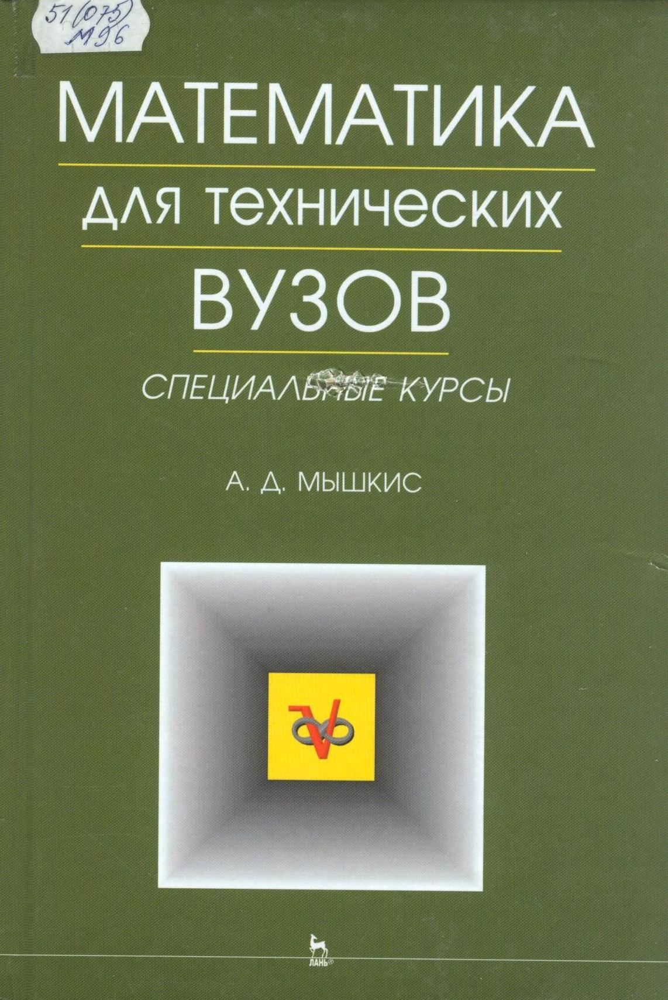 51(075)
М96
МАТЕМАТИКА
для технических
ВУЗОВ
СПЕЦИАЛЬНЫЕ КУРСЫ
А. Д. МЫШКИС
ЛАНЬ®